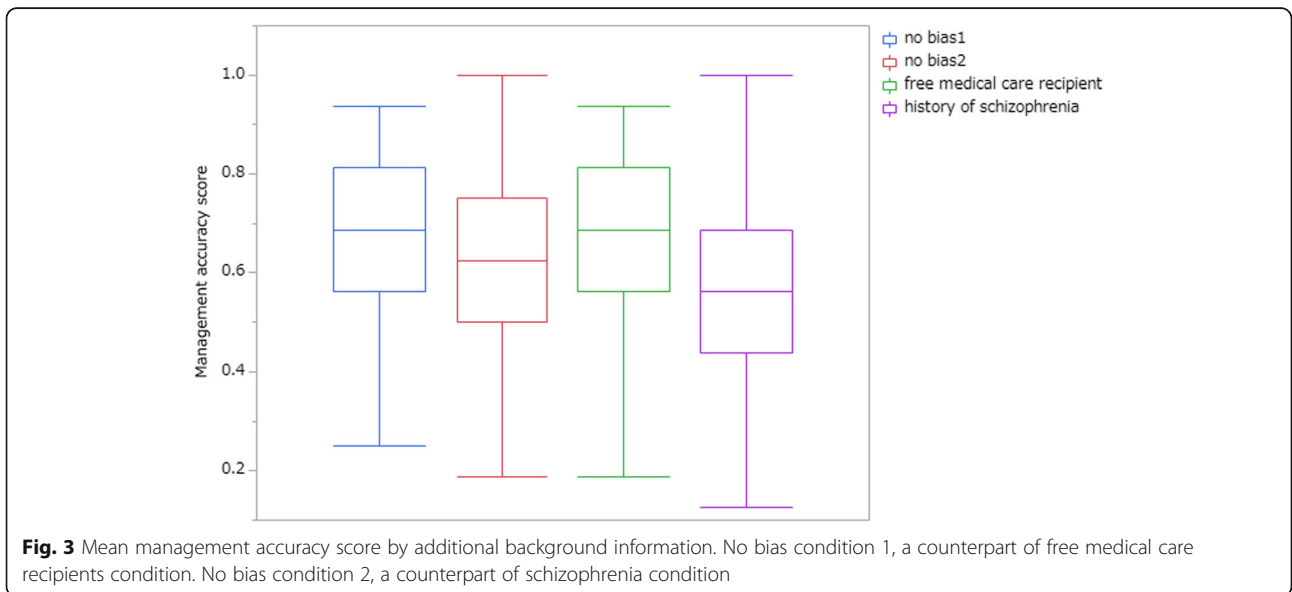 no bias1
no bias2
free medical care recipient
history of schizophrenia
Management accuracy score
1.0
0.8
0.6
0.4
0.2
Fig. 3 Mean management accuracy score by additional background information. No bias condition 1, a counterpart of free medical care
recipients condition. No bias condition 2, a counterpart of schizophrenia condition